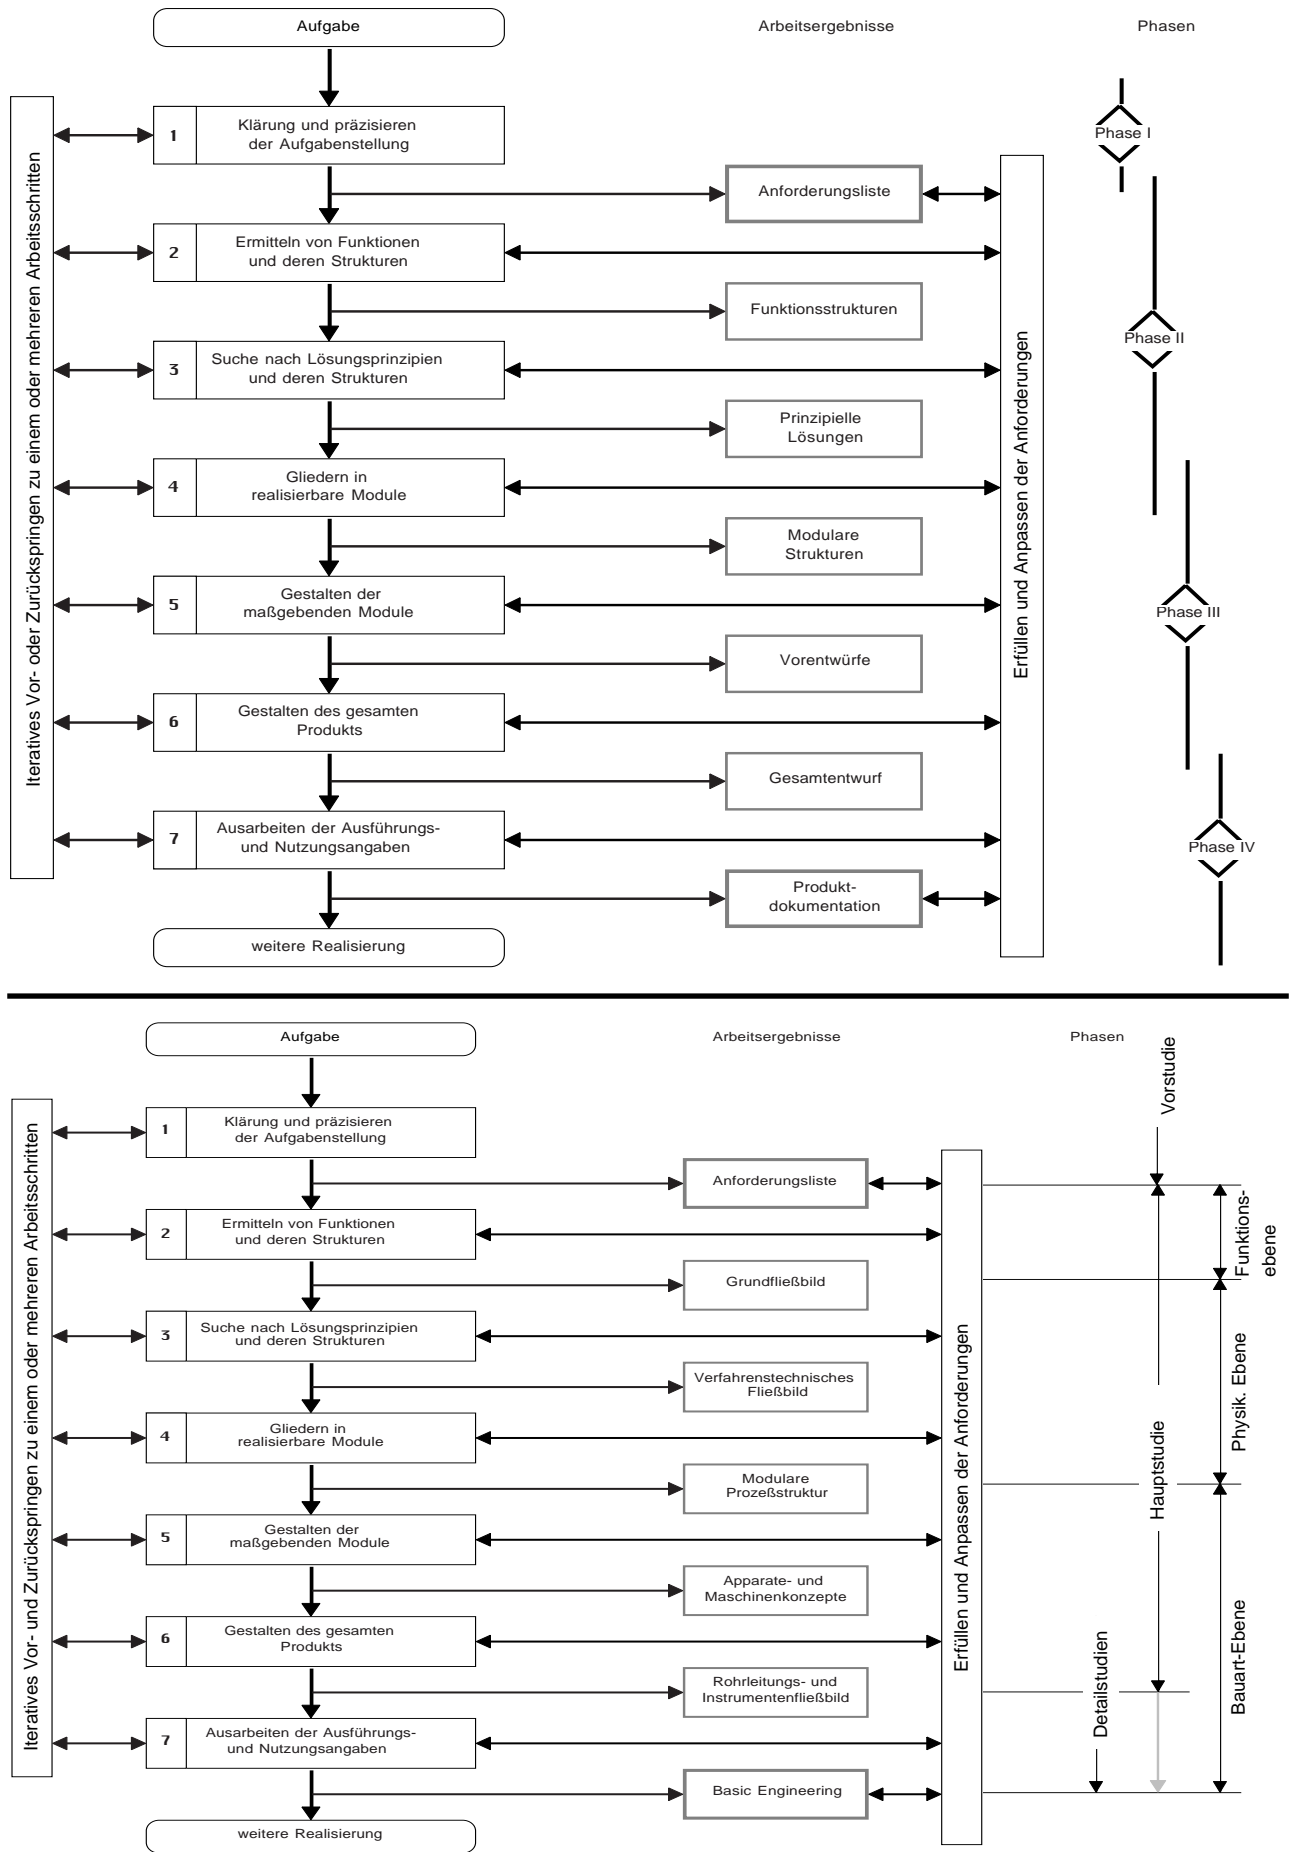 Aufgabe
Arbeitsergebnisse
Phasen
Iteratives Vor- oder Zurückspringen zu einem oder mehreren Arbeitsschritten
1
Klärung und präzisieren
der Aufgabenstellung
Phase I
Anforderungsliste
2
Ermitteln von Funktionen
und deren Strukturen
Funktionsstrukturen
Phase II
3
Suche nach Lösungsprinzipien
und deren Strukturen
Prinzipielle
Lösungen
4
Gliedern in
realisierbare Module
Modulare
Strukturen
5
Gestalten der
maßgebenden Module
Phase III
Vorentwürfe
6
Gestalten des gesamten
Produkts
Gesamtentwurf
7
Ausarbeiten der Ausführungs-
und Nutzungsangaben
Phase IV
Produkt-
dokumentation
weitere Realisierung
Erfüllen und Anpassen der Anforderungen
Aufgabe
Arbeitsergebnisse
Phasen
Vorstudie
Iteratives Vor- und Zurückspringen zu einem oder mehreren Arbeitsschritten
1
Klärung und präzisieren
der Aufgabenstellung
Anforderungsliste
2
Ermitteln von Funktionen
und deren Strukturen
Funktions-
ebene
Grundfließbild
3
Suche nach Lösungsprinzipien
und deren Strukturen
Verfahrenstechnisches
Fließbild
Physik. Ebene
4
Gliedern in
realisierbare Module
Modulare
Prozeßstruktur
Hauptstudie
5
Gestalten der
maßgebenden Module
Apparate- und
Maschinenkonzepte
6
Gestalten des gesamten
Produkts
Rohrleitungs- und
Instrumentenfließbild
Detailstudien
Bauart-Ebene
7
Ausarbeiten der Ausführungs-
und Nutzungsangaben
Basic Engineering
weitere Realisierung
Erfüllen und Anpassen der Anforderungen